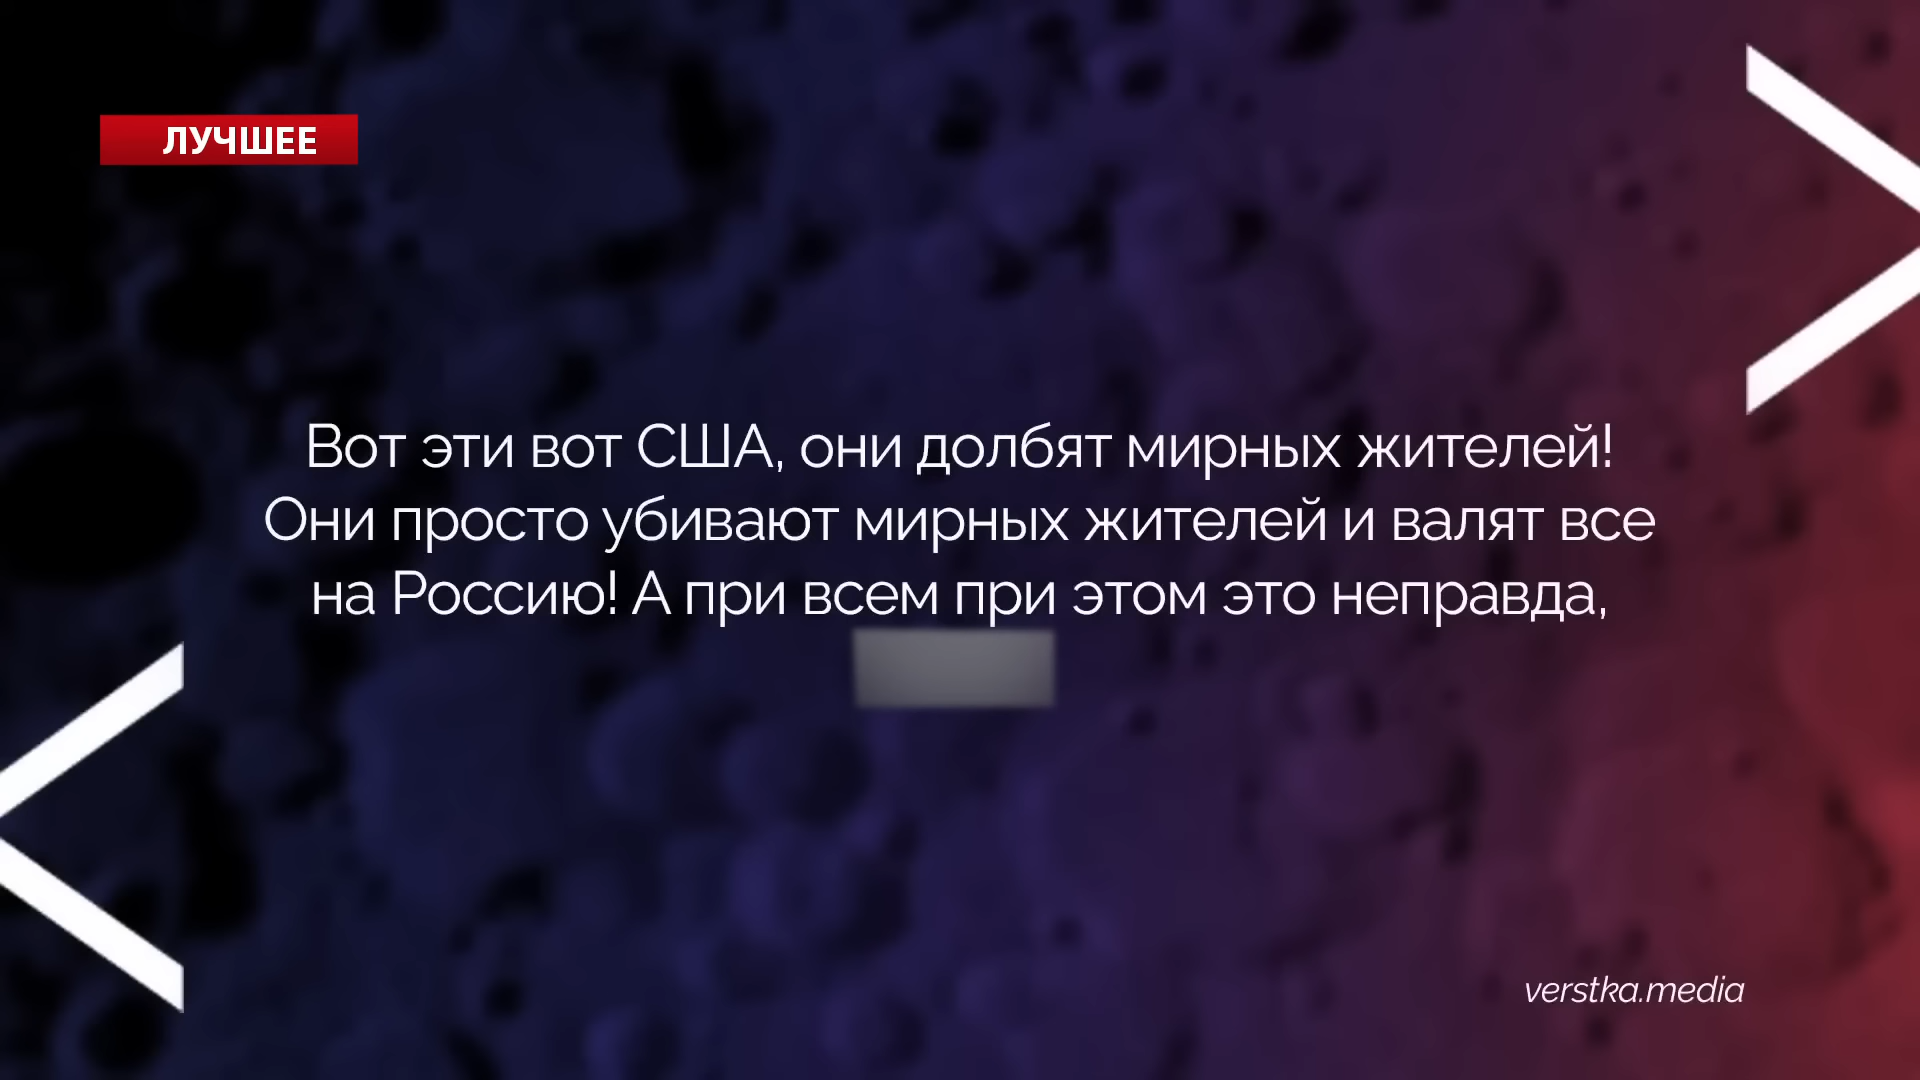 ЛУЧШЕЕ
Вот эти вот США, они долбят мирных жителей!
Они просто убивают мирных жителей и валят все
на Россию! А при всем при этом это неправда,
verstka.media